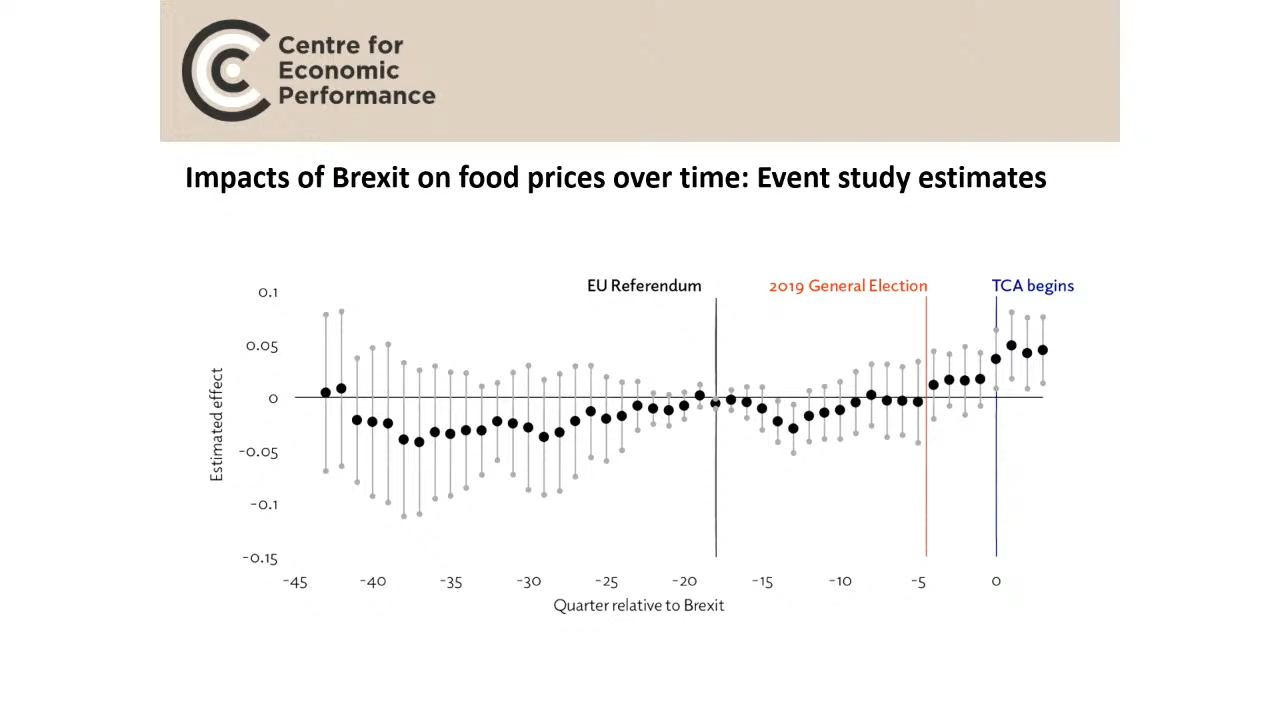 Centre for
Economic
Performance
Impacts of Brexit on food prices over time: Event study estimates
EU Referendum
2019 General Election
TCA begins
0.1
0.05
0
-0.05
-0.1
-0.15
Estimated effect
-45
-40
-35
-30
-25
-20
-15
-10
-5
0
Quarter relative to Brexit